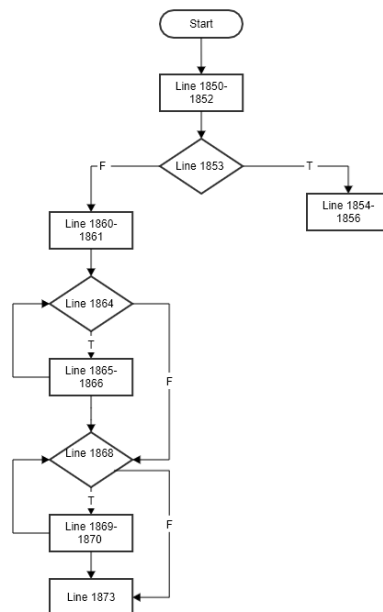 Start
Line 1850-
1852
Line 1853
F
T
Line 1854-
1856
Line 1860-
1861
Line 1864
T
F
Line 1865-
1866
Line 1868
T
F
Line 1869-
1870
Line 1873